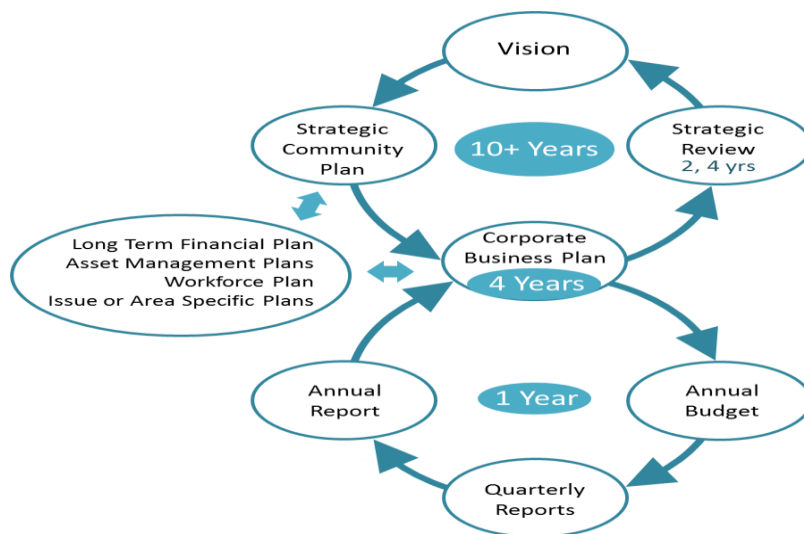 Vision
Strategic
Community
Plan
10+ Years
Strategic
Review
2, 4 yrs
Long Term Financial Plan
Asset Management Plans
Workforce Plan
Issue or Area Specific Plans
Corporate
Business Plan
4 Years
Annual
Report
1 Year
Annual
Budget
Quarterly
Reports